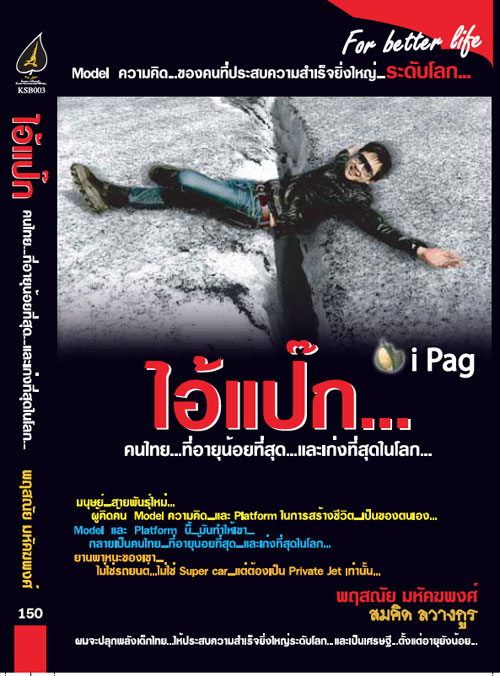 For better life
Model ความคิด...ของคนที่ประสบความสำเร็จยิ่งใหญ่...ระดับโลก...
i Pag
ไอ้แป๊ก...
คนไทย...ที่อายุน้อยที่สุด...และเก่งที่สุดในโลก...
มนุษย์...สายพันธุ์ใหม่...
ผู้คิดค้น Model ความคิด...และ Platform ในการสร้างชีวิต...เป็นของตนเอง...
Model และ Platform นี้...มันทำให้เขา...
กลายเป็นคนไทย...ที่อายุน้อยที่สุด...และเก่งที่สุดในโลก...
ยานพาหนะของเขา...
ไม่ใช่รถยนต์...ไม่ใช่ Super car...แต่ต้องเป็น Private Jet เท่านั้น...
พฤสณัย มหัคฆพงศ์
สมคิด ลวางกูร
ผมจะปลุกพลังเด็กไทย...ให้ประสบความสำเร็จยิ่งใหญ่ระดับโลก...และเป็นเศรษฐี...ตั้งแต่อายุยังน้อย...
KSB003
ไอ้แป๊ก
คนไทย...ที่อายุน้อยที่สุด...และเก่งที่สุดในโลก...
พฤสณัย มหัคฆพงศ์
150